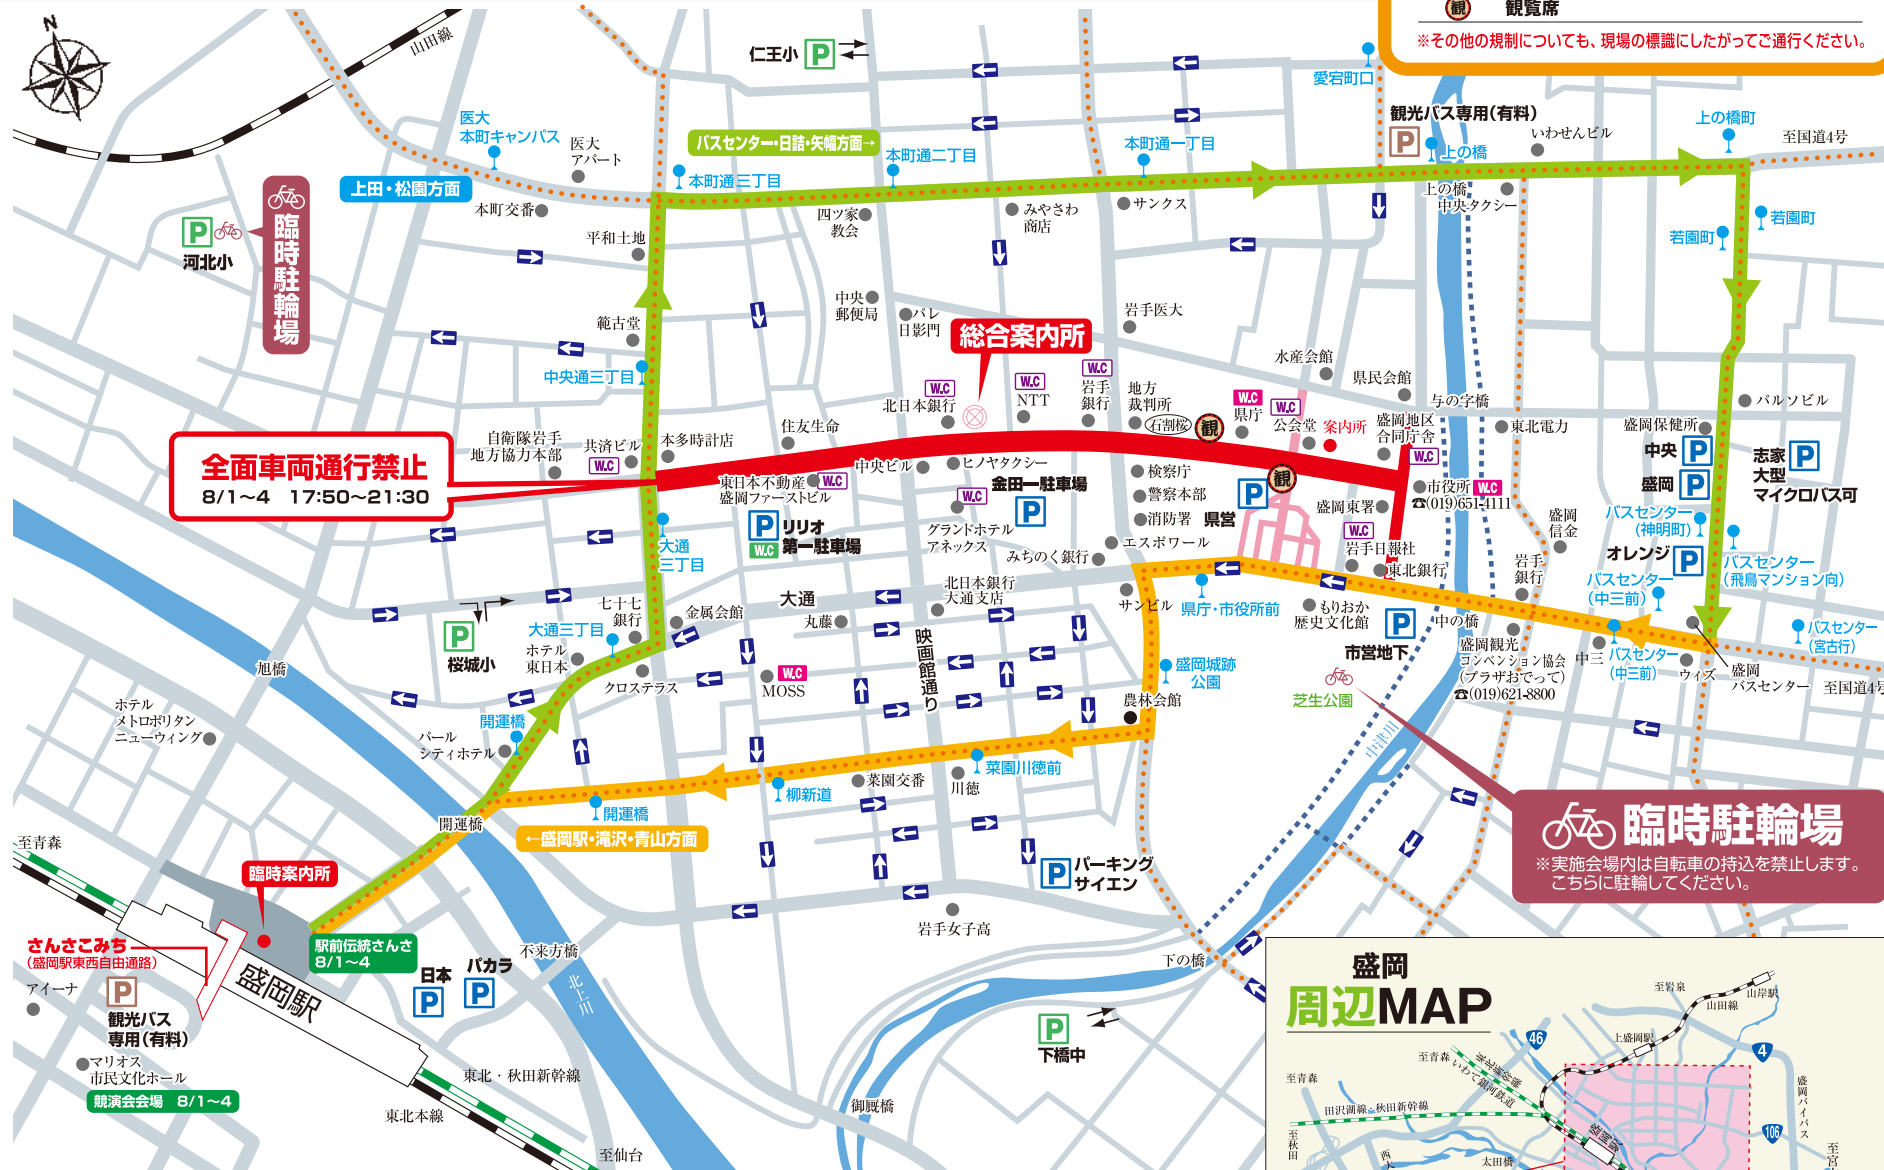 観
観覧席
※その他の規制についても、現場の標識にしたがってご通行ください。
N
山田線
仁王小
P
愛宕町口
観光バス専用(有料)
P
上の橋
いわせんビル
上の橋町
至国道4号
医大
本町キャンパス
医大
アパート
バスセンター・日詰・矢幅方面→
本町通三丁目
本町通二丁目
本町通一丁目
上田・松園方面
本町交番
四ツ家
教会
みやさわ
商店
サンクス
上の橋
中央タクシー
若園町
若園町
P
河北小
臨時駐輪場
平和土地
範古堂
中央通三丁目
中央
郵便局
パレ
日影門
総合案内所
岩手医大
水産会館
県民会館
与の字橋
W.C
北日本銀行
W.C
NTT
W.C
岩手
銀行
地方
裁判所
石割桜
観
W.C
県庁
W.C
公会堂
案内所
盛岡地区
合同庁舎
W.C
東北電力
盛岡保健所
パルソビル
中央
P
盛岡
P
志家
P
大型
マイクロバス可
全面車両通行禁止
8/1〜4 17:50〜21:30
自衛隊岩手
地方協力本部
共済ビル
W.C
本多時計店
住友生命
東日本不動産
盛岡ファーストビル
W.C
中央ビル
ヒノヤタクシー
W.C
金田一駐車場
P
グランドホテル
アネックス
検察庁
警察本部
消防署
県営
P
観
盛岡東署
市役所
W.C
☎(019)651-4111
W.C
岩手日報社
東北銀行
盛岡
信金
岩手
銀行
バスセンター
(神明町)
オレンジ
P
バスセンター
(飛鳥マンション向)
バスセンター
(中三前)
P
リリオ
第一駐車場
W.C
大通
三丁目
みちのく銀行
エスポワール
サンビル
県庁・市役所前
もりおか
歴史文化館
P
市営地下
中の橋
盛岡観光
コンベンション協会
(プラザおでって)
☎(019)621-8800
中三
バスセンター
(中三前)
ウィズ
盛岡
バスセンター
バスセンター
(宮古行)
至国道4号
P
桜城小
七十七
銀行
金属会館
大通三丁目
ホテル
東日本
クロステラス
大通
丸藤
北日本銀行
大通支店
映画館通り
W.C
MOSS
盛岡城跡
公園
農林会館
芝生公園
中津川
旭橋
ホテル
メトロポリタン
ニューウィング
開運橋
パール
シティホテル
開運橋
開運橋
←盛岡駅・滝沢・青山方面
柳新道
菜園交番
川徳
菜園川徳前
P
パーキング
サイエン
岩手女子高
臨時駐輪場
※実施会場内は自転車の持込を禁止します。
こちらに駐輪してください。
至青森
臨時案内所
さんさこみち
(盛岡駅東西自由通路)
アイーナ
P
観光バス
専用(有料)
マリオス
市民文化ホール
競演会会場 8/1〜4
駅前伝統さんさ
8/1〜4
盛岡駅
日本
P
パカラ
P
不来方橋
北上川
東北・秋田新幹線
東北本線
至仙台
御厩橋
P
下橋中
下の橋
盛岡
周辺MAP
至岩泉
山田線
山岸駅
上盛岡駅
46
4
106
至青森
至青森
いわて銀河鉄道
田沢湖線・秋田新幹線
至秋田
盛岡駅
太田橋
盛岡バイパス